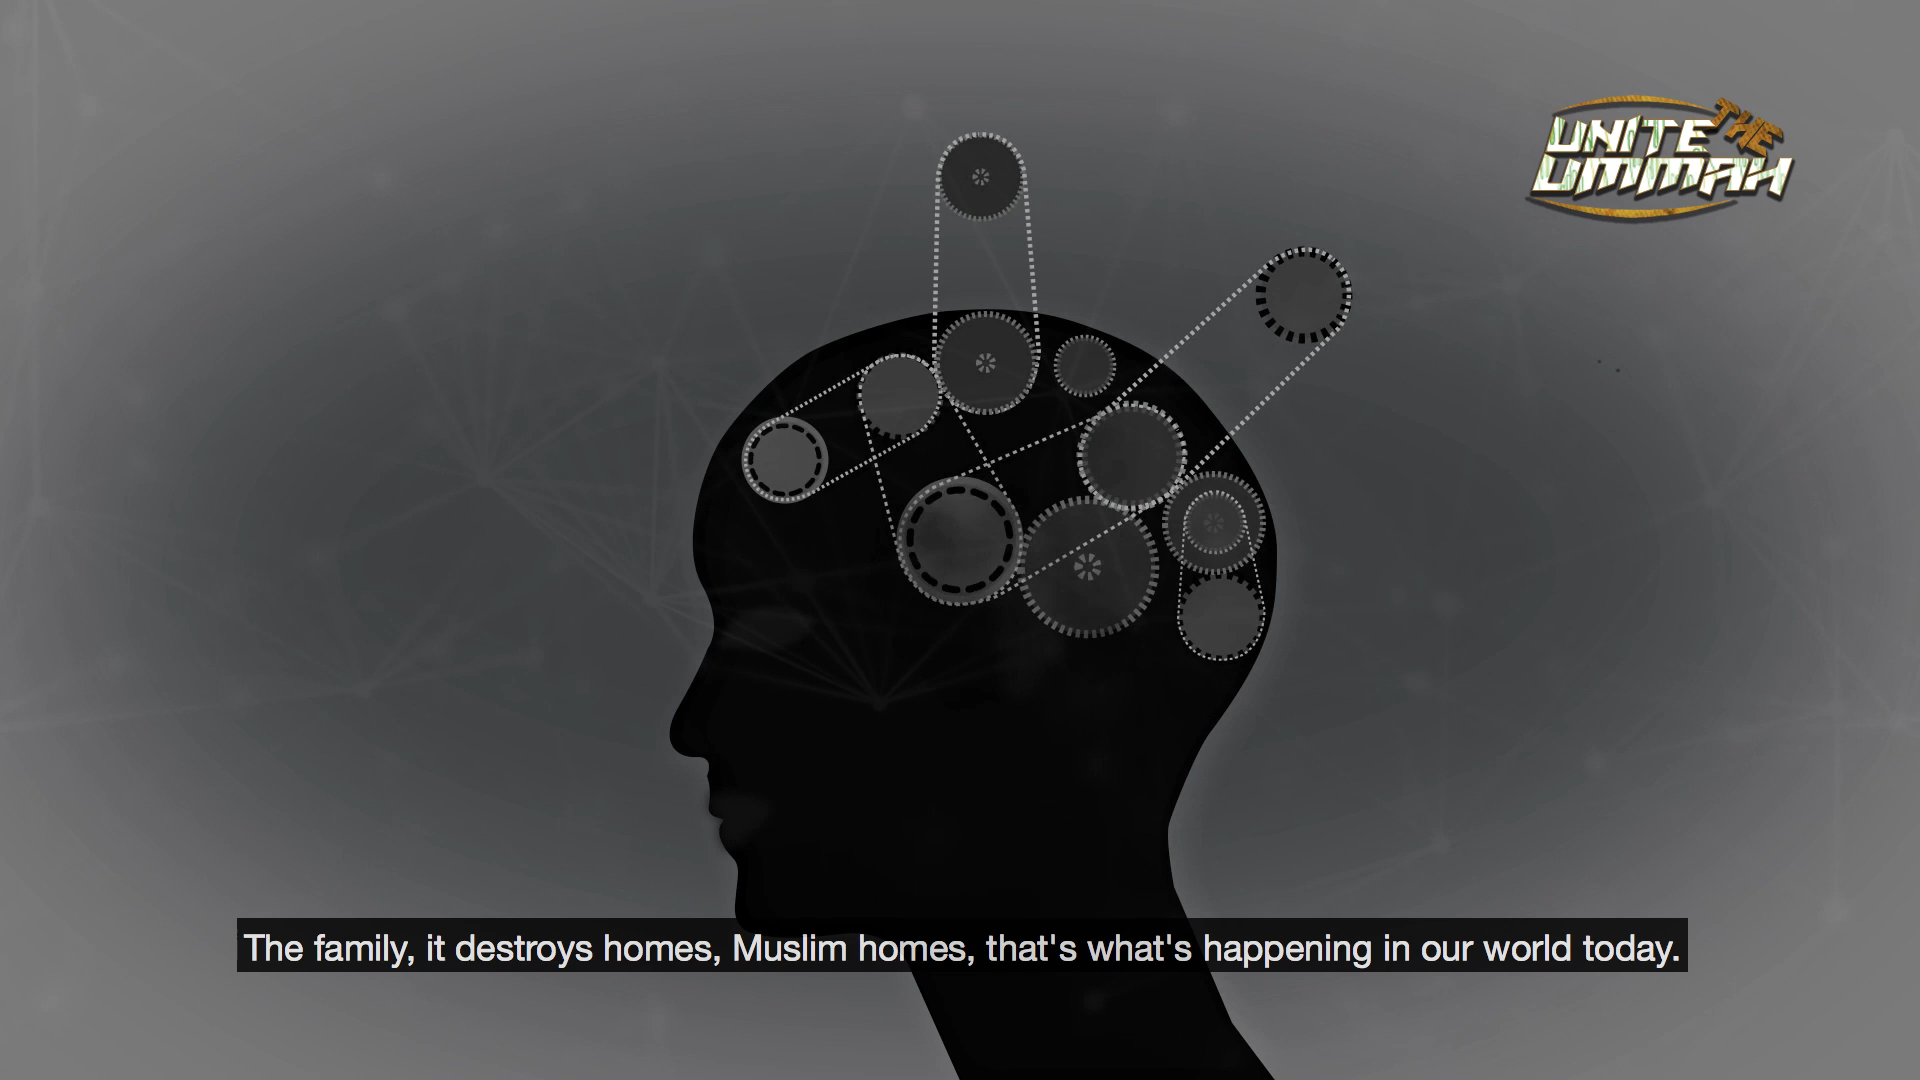 UNITE THE
UMMAH
The family, it destroys homes, Muslim homes, that's what's happening in our world today.